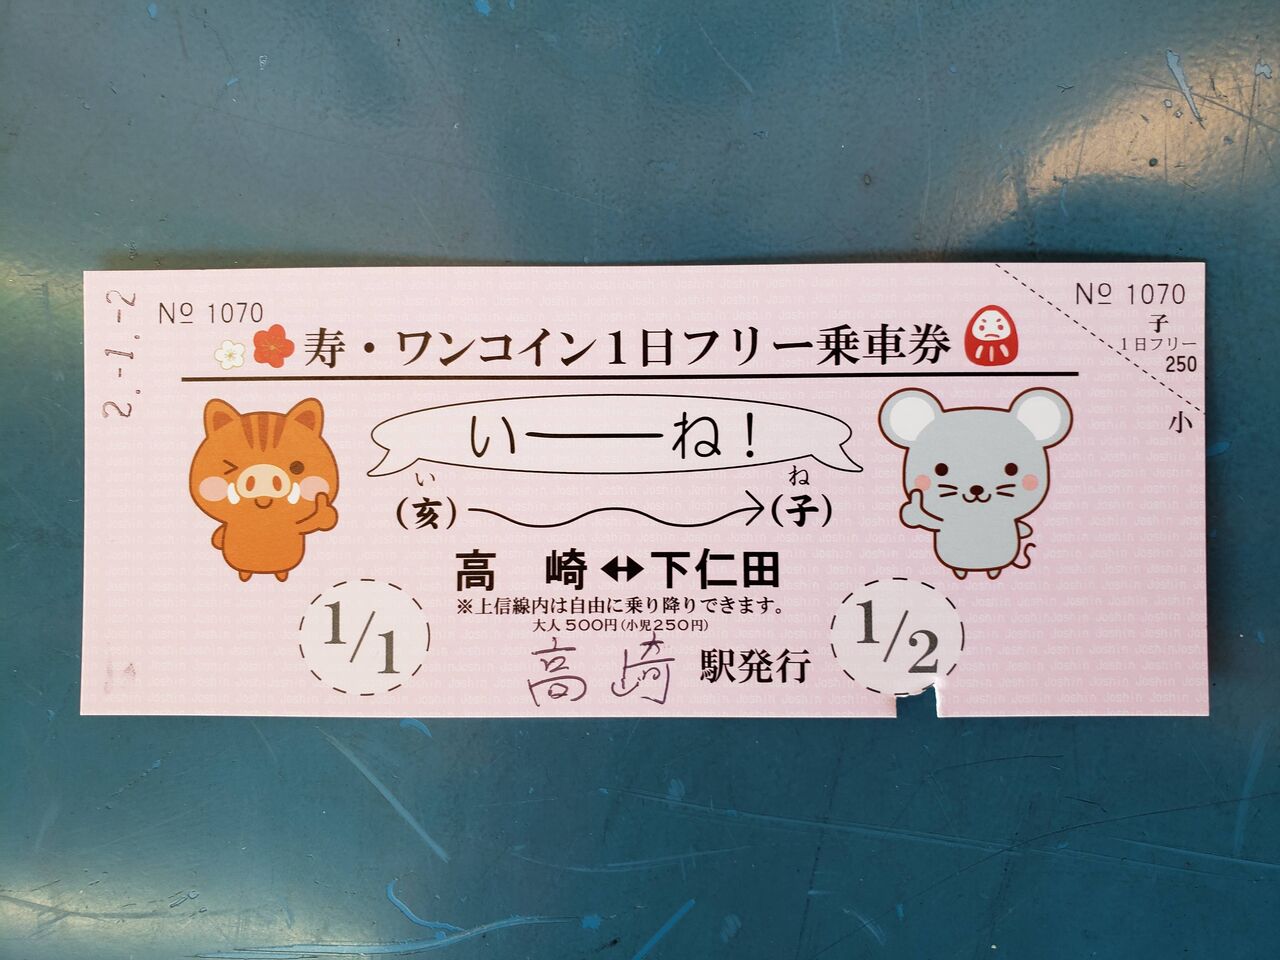 2.-1.-2
Nº 1070
寿・ワンコイン1日フリー乗車券
Nº 1070
子
1日フリー
250
小
い――ね!
い
ね
(亥)
(子)
高 崎↔下仁田
※上信線内は自由に乗り降りできます。
大人500円(小児250円)
1/1
1/2
高崎 駅発行